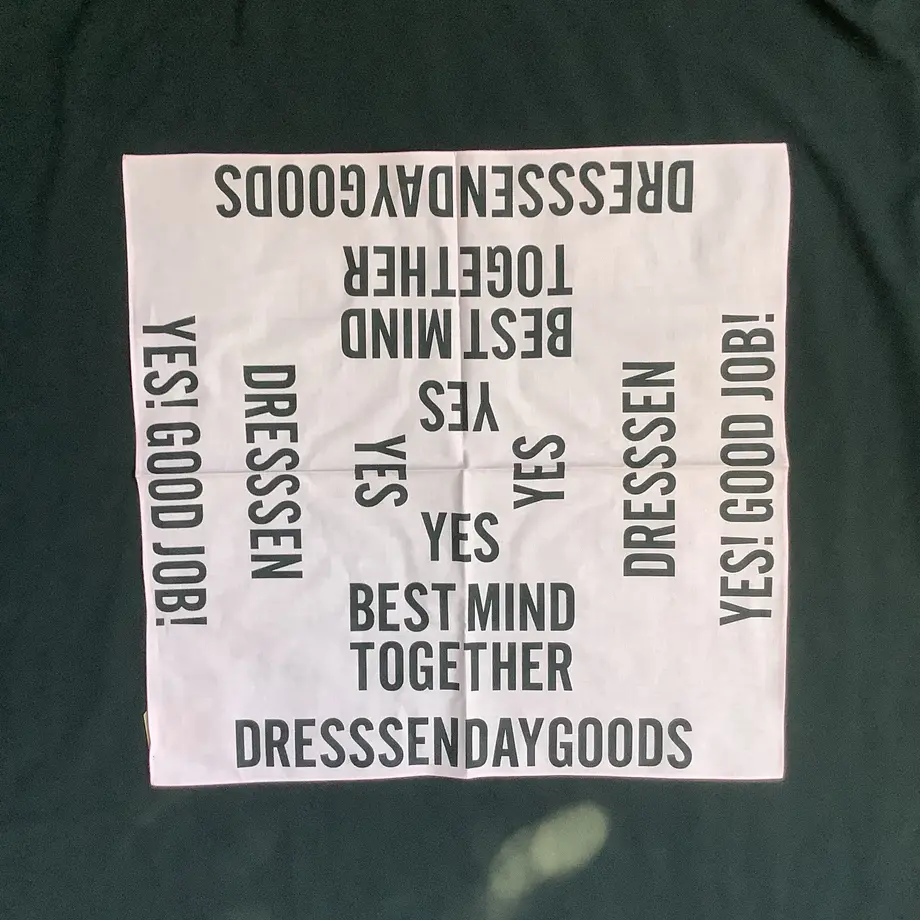 DRESSSENDAYGOODS
TOGETHER
BEST MIND
YES
YES! GOOD JOB!
DRESSSEN
YES
YES
DRESSSEN
YES! GOOD JOB!
YES
BEST MIND
TOGETHER
DRESSSENDAYGOODS